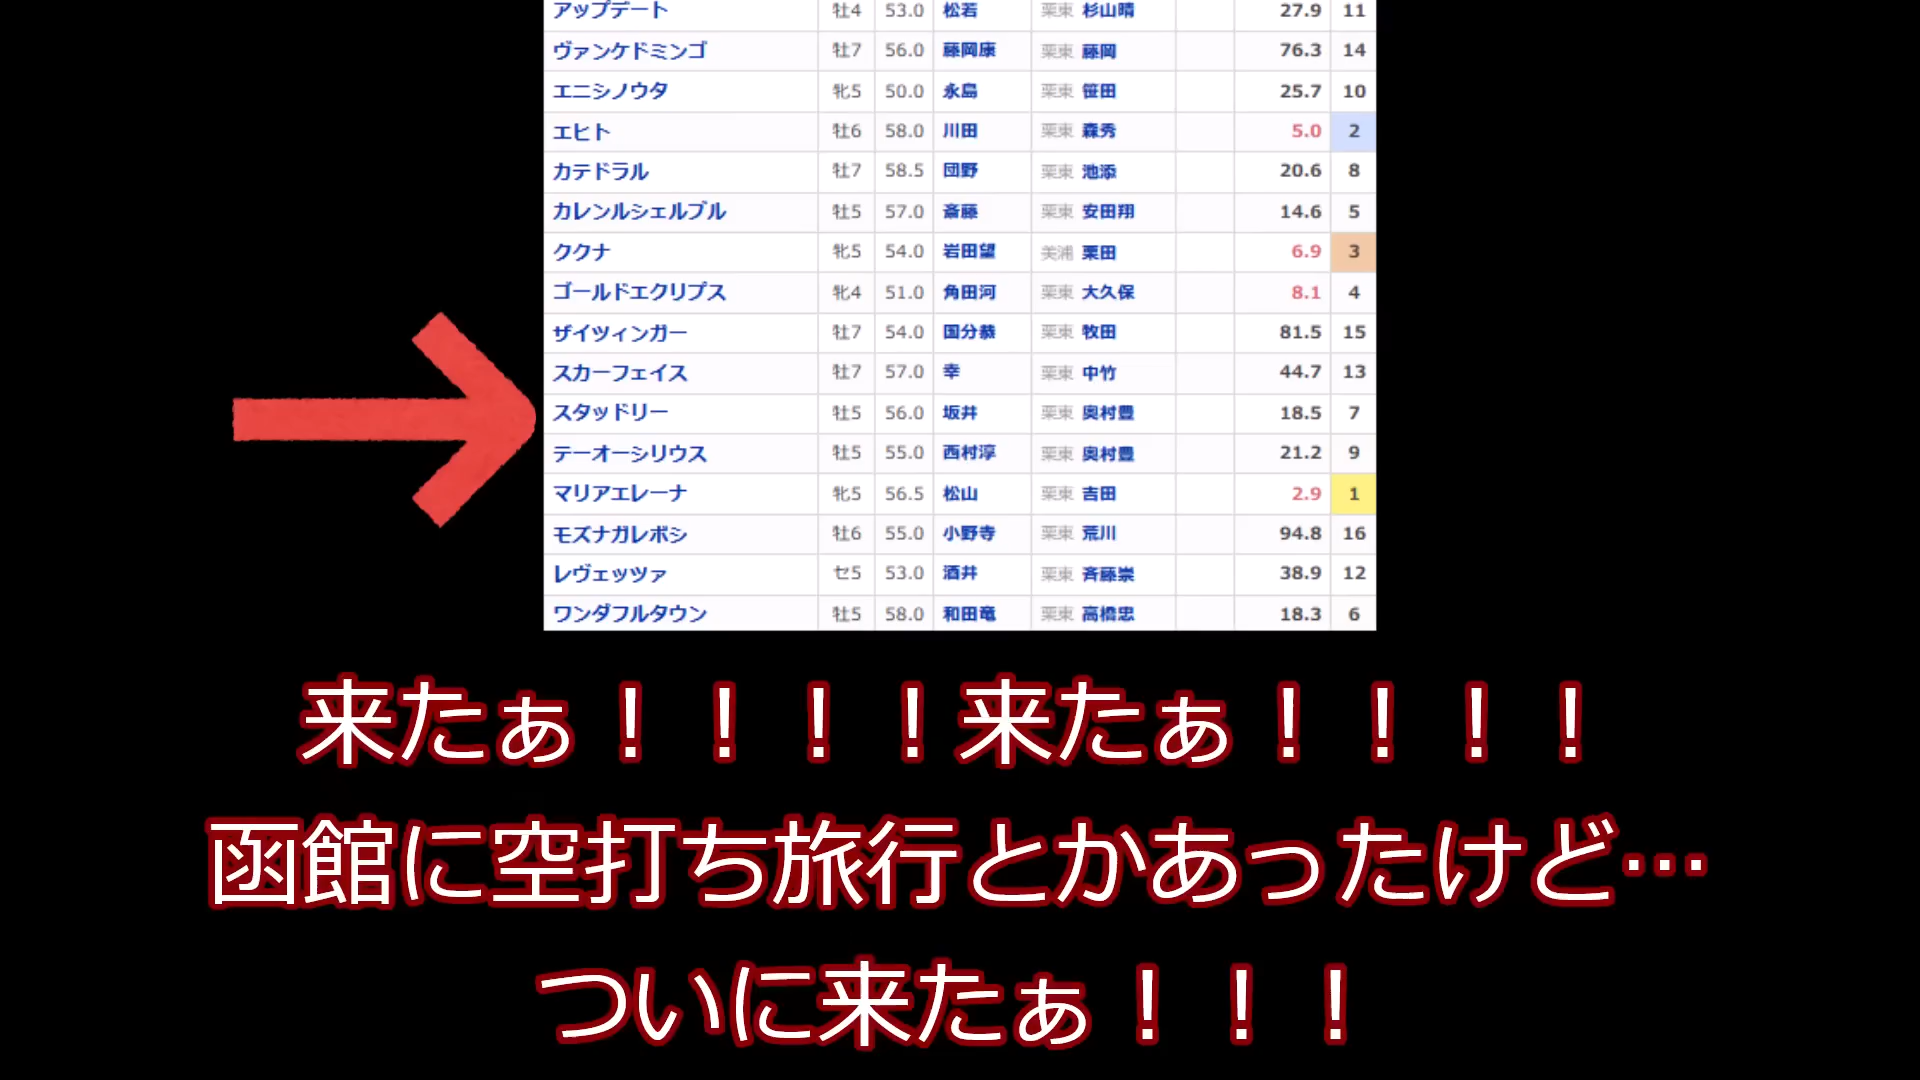 アップデート 牡4 53.0 松若 栗東 杉山晴 27.9 11
ヴァンケドミンゴ 牡7 56.0 藤岡康 栗東 藤岡 76.3 14
エニシノウタ 牝5 50.0 永島 栗東 笹田 25.7 10
エヒト 牡6 58.0 川田 栗東 森秀 5.0 2
カテドラル 牡7 58.5 団野 栗東 池添 20.6 8
カレンルシェルブル 牡5 57.0 斎藤 栗東 安田翔 14.6 5
ククナ 牝5 54.0 岩田望 美浦 栗田 6.9 3
ゴールドエクリプス 牝4 51.0 角田河 栗東 大久保 8.1 4
ザイツィンガー 牡7 54.0 国分恭 栗東 牧田 81.5 15
スカーフェイス 牡7 57.0 幸 栗東 中竹 44.7 13
スタッドリー 牡5 56.0 坂井 栗東 奥村豊 18.5 7
テーオーシリウス 牡5 55.0 西村淳 栗東 奥村豊 21.2 9
マリアエレーナ 牝5 56.5 松山 栗東 吉田 2.9 1
モズナガレボシ 牡6 55.0 小野寺 栗東 荒川 94.8 16
レヴェッツァ セ5 53.0 酒井 栗東 斉藤崇 38.9 12
ワンダフルタウン 牡5 58.0 和田竜 栗東 高橋忠 18.3 6
来たぁ！！！！来たぁ！！！！
函館に空打ち旅行とかあったけど…
ついに来たぁ！！！